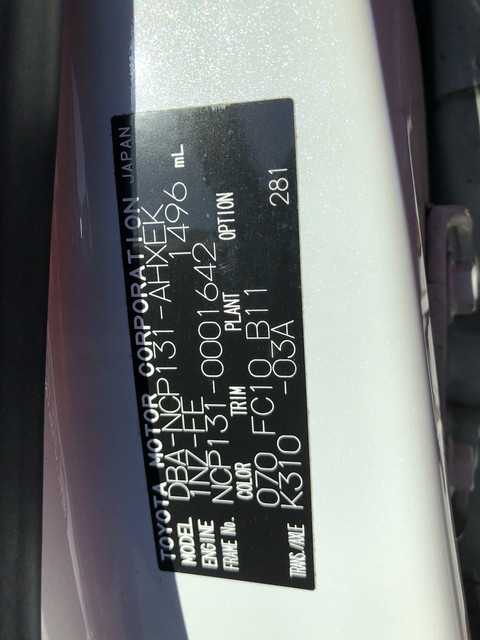 TOYOTA MOTOR CORPORATION JAPAN
MODEL DBA-NCP131-AHXEK
ENGINE 1NZ-FE 1496 mL
FRAME No. NCP131-0001642
COLOR TRIM PLANT OPTION
070 FC10 B11 281
TRANS./AXLE K310 -03A